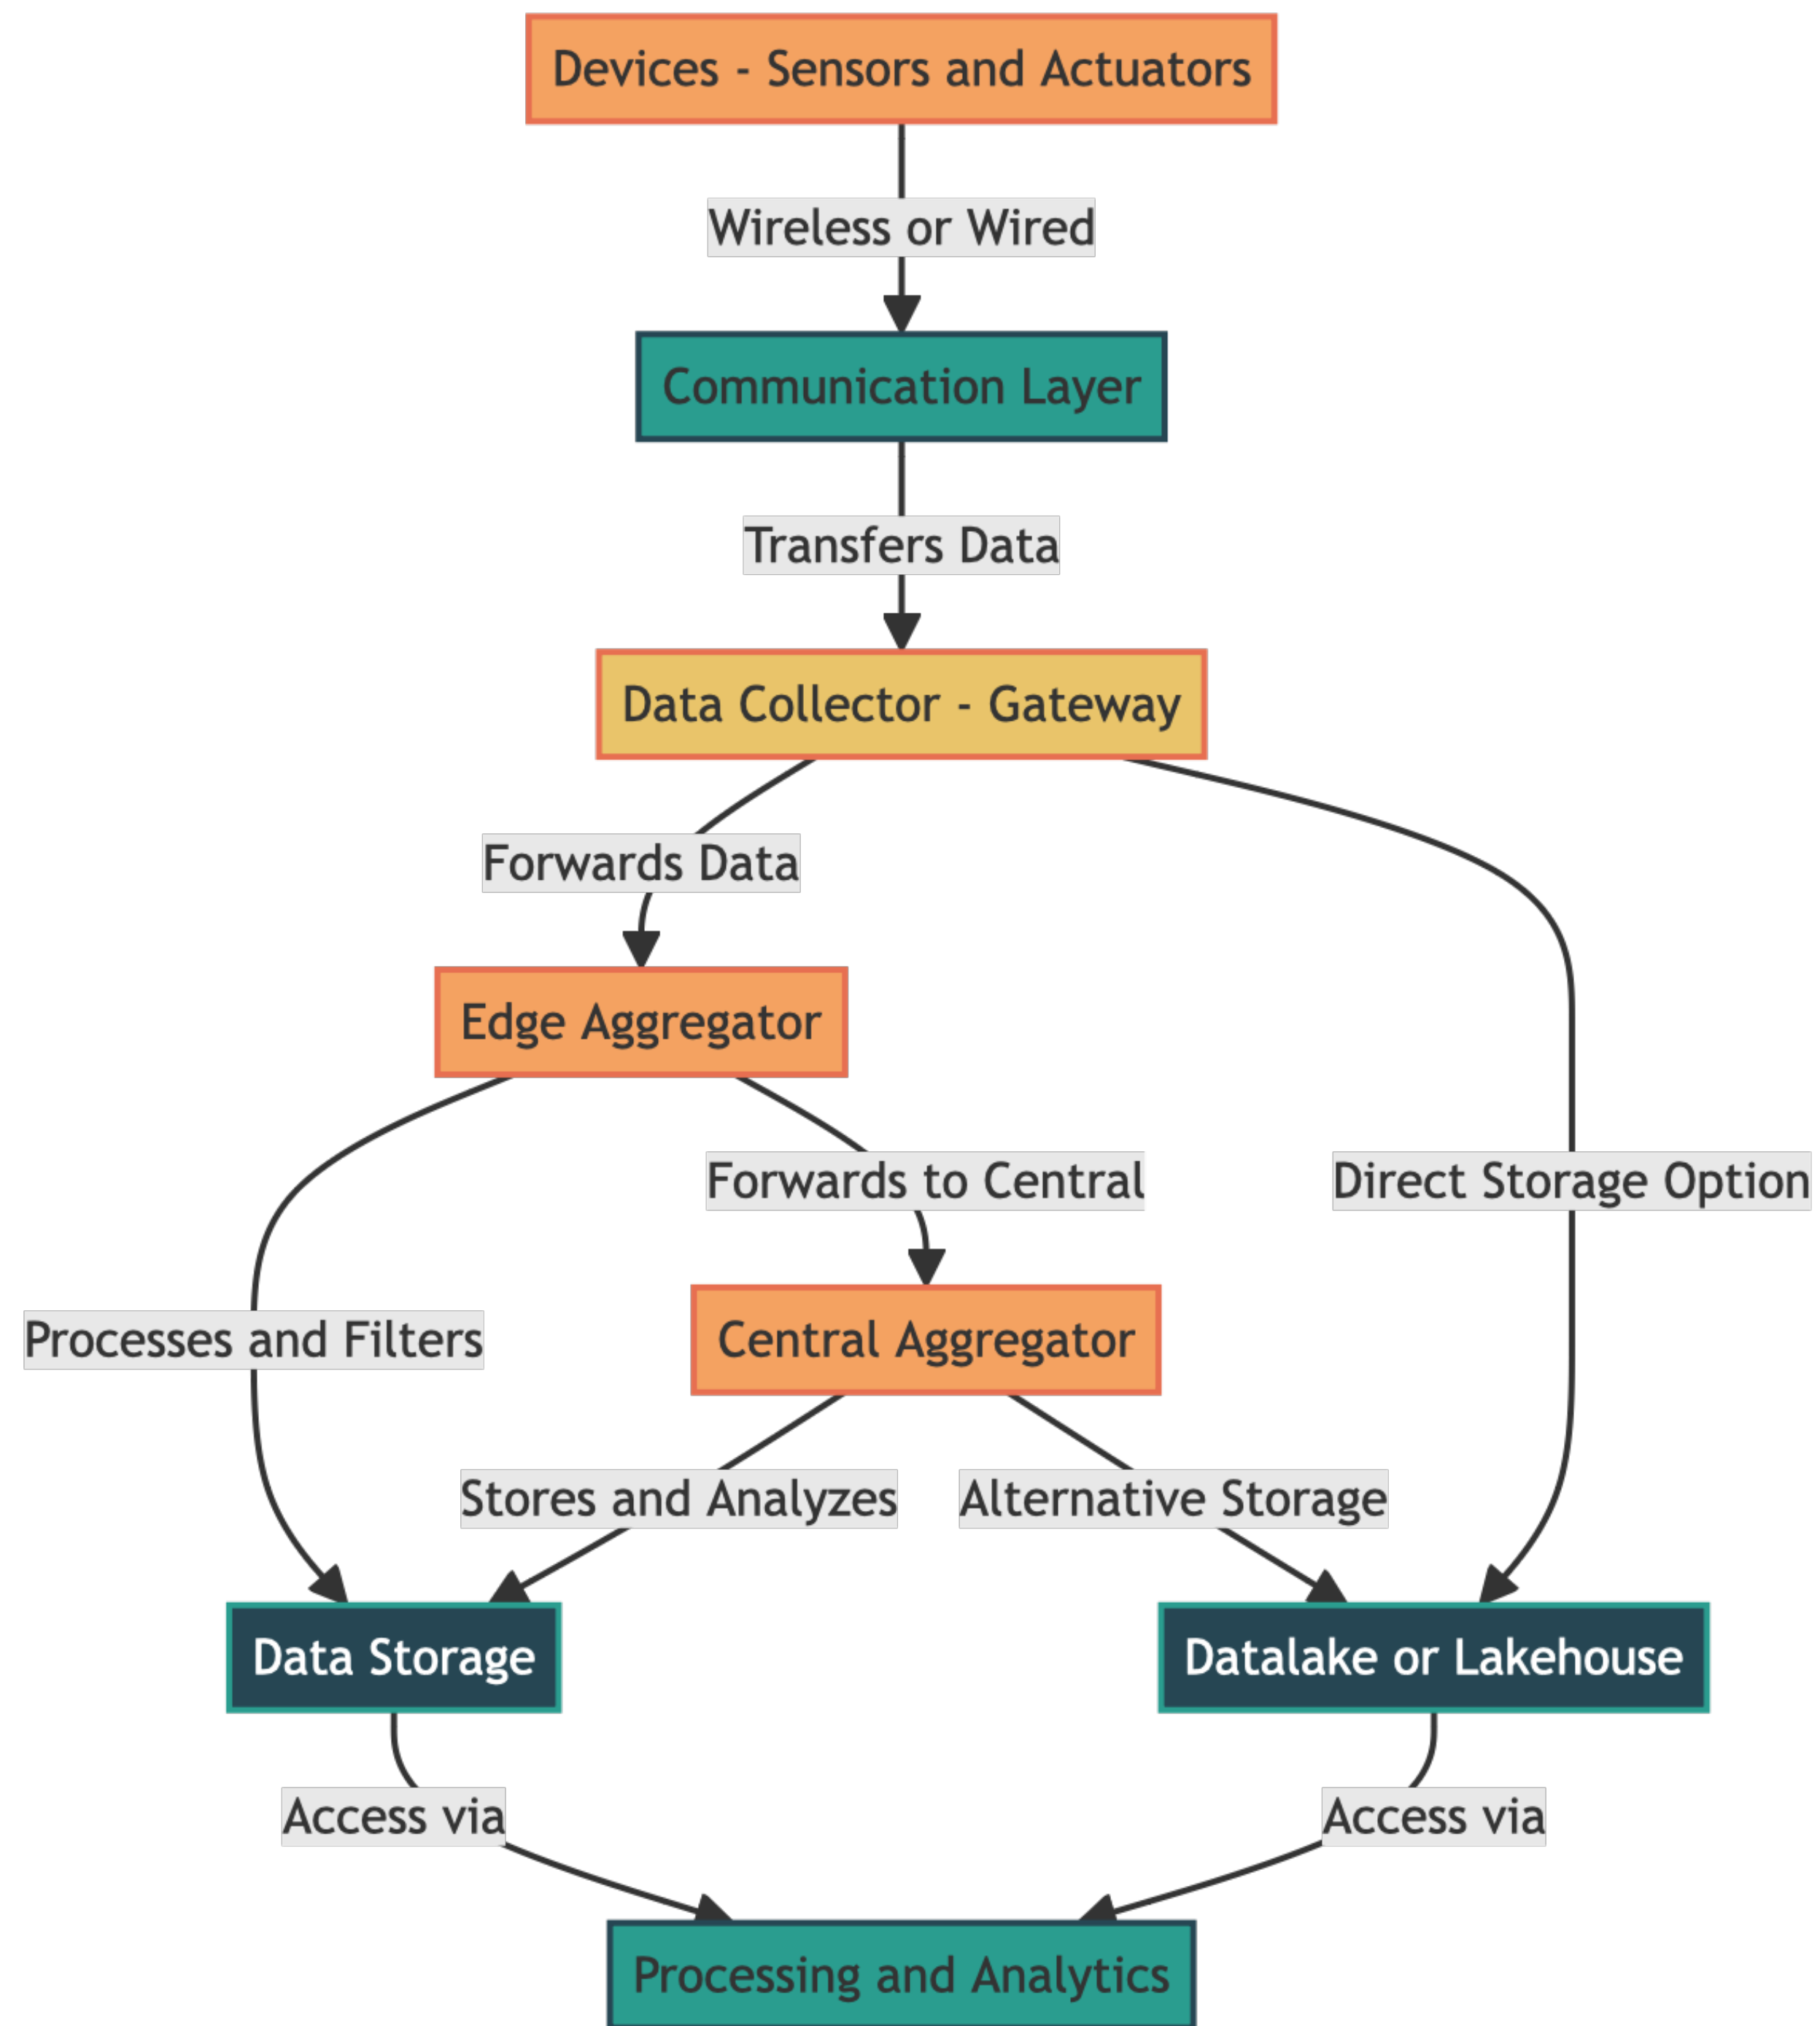 Devices - Sensors and Actuators
Wireless or Wired
Communication Layer
Transfers Data
Data Collector - Gateway
Forwards Data
Edge Aggregator
Forwards to Central
Direct Storage Option
Processes and Filters
Central Aggregator
Stores and Analyzes
Alternative Storage
Data Storage
Datalake or Lakehouse
Access via
Access via
Processing and Analytics